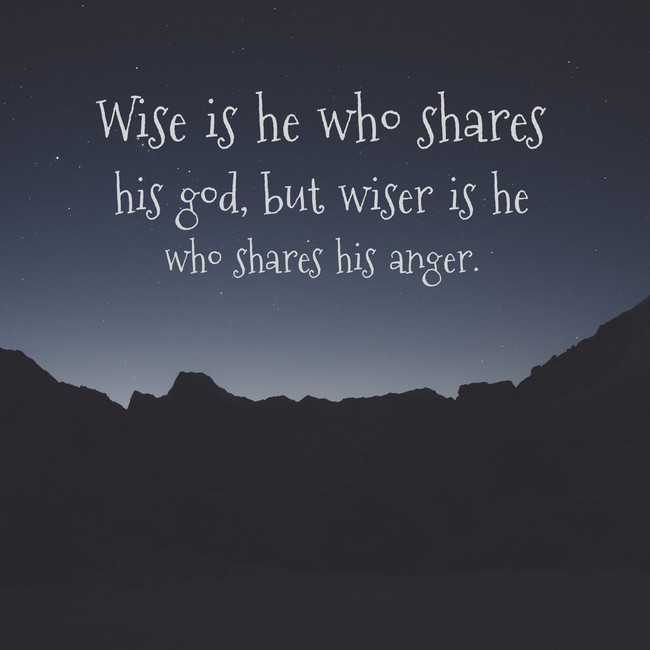 Wise is he who shares
his god, but wiser is he
who shares his anger.